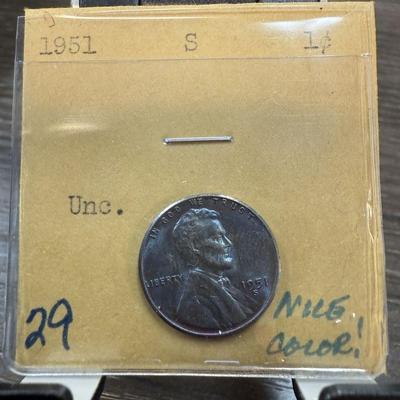 1951 S 1¢
Unc.
IN GOD WE TRUST
LIBERTY
1951
S
29
NICE
COLOR!